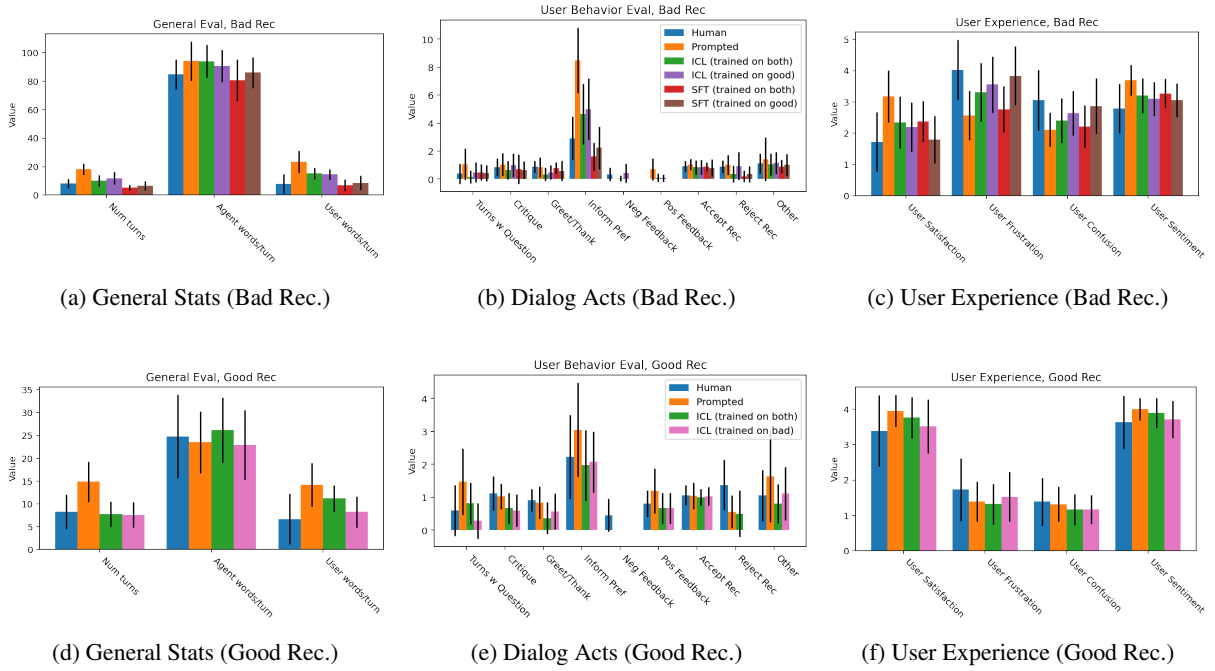 General Eval, Bad Rec
Value
100
80
60
40
20
0
Num turns
Agent words/turn
User words/turn
(a) General Stats (Bad Rec.)
User Behavior Eval, Bad Rec
Value
10
8
6
4
2
0
Human
Prompted
ICL (trained on both)
ICL (trained on good)
SFT (trained on both)
SFT (trained on good)
Turns w Question
Critique
Greet/Thank
Inform Pref
Neg Feedback
Pos Feedback
Accept Rec
Reject Rec
Other
(b) Dialog Acts (Bad Rec.)
User Experience, Bad Rec
Value
5
4
3
2
1
0
User Satisfaction
User Frustration
User Confusion
User Sentiment
(c) User Experience (Bad Rec.)
General Eval, Good Rec
Value
35
30
25
20
15
10
5
0
Num turns
Agent words/turn
User words/turn
(d) General Stats (Good Rec.)
User Behavior Eval, Good Rec
Value
4
3
2
1
0
Human
Prompted
ICL (trained on both)
ICL (trained on bad)
Turns w Question
Critique
Greet/Thank
Inform Pref
Neg Feedback
Pos Feedback
Accept Rec
Reject Rec
Other
(e) Dialog Acts (Good Rec.)
User Experience, Good Rec
Value
4
3
2
1
0
User Satisfaction
User Frustration
User Confusion
User Sentiment
(f) User Experience (Good Rec.)